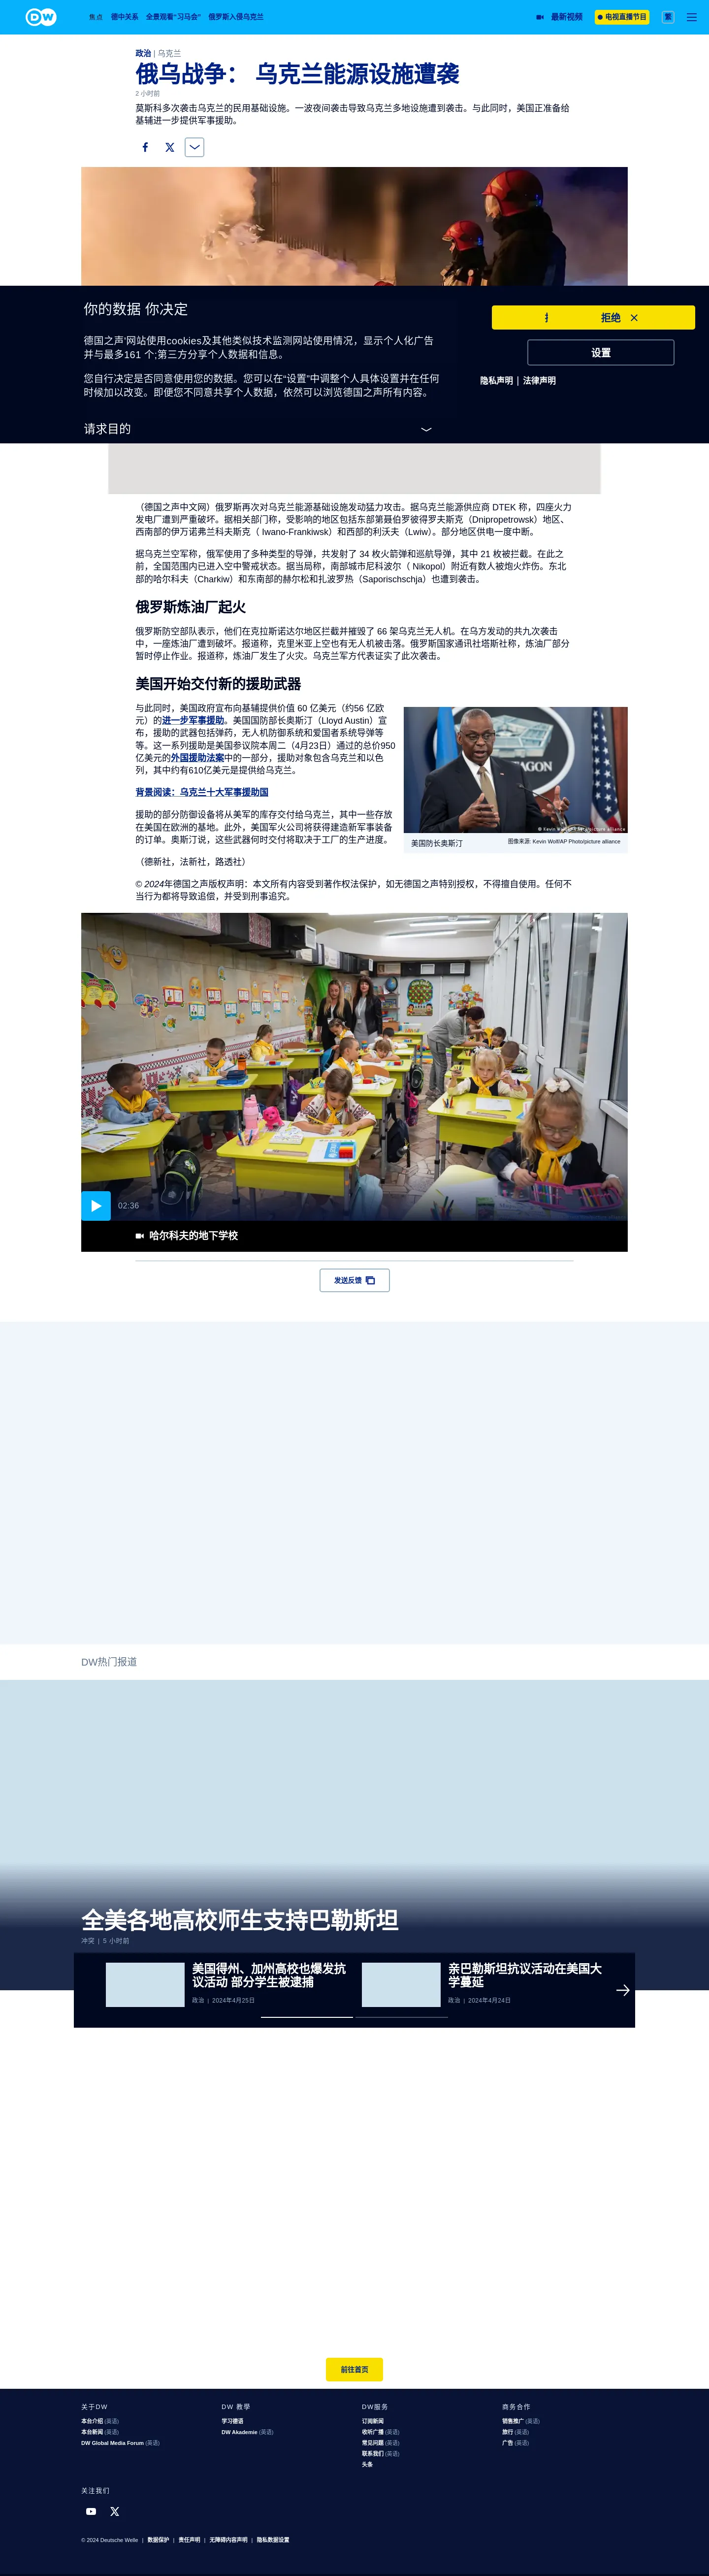 DW
焦点 德中关系 全景观看“习马会” 俄罗斯入侵乌克兰
最新视频
电视直播节目
繁
政治 | 乌克兰
俄乌战争： 乌克兰能源设施遭袭
2 小时前
莫斯科多次袭击乌克兰的民用基础设施。一波夜间袭击导致乌克兰多地设施遭到袭击。与此同时，美国正准备给
基辅进一步提供军事援助。
你的数据 你决定
德国之声'网站使用cookies及其他类似技术监测网站使用情况，显示个人化广告
并与最多161 个;第三方分享个人数据和信息。
您自行决定是否同意使用您的数据。您可以在“设置”中调整个人具体设置并在任何
时候加以改变。即便您不同意共享个人数据，依然可以浏览德国之声所有内容。
请求目的
拒绝
设置
隐私声明 | 法律声明
（德国之声中文网）俄罗斯再次对乌克兰能源基础设施发动猛力攻击。据乌克兰能源供应商 DTEK 称，四座火力
发电厂遭到严重破坏。据相关部门称，受影响的地区包括东部第聂伯罗彼得罗夫斯克（Dnipropetrowsk）地区、
西南部的伊万诺弗兰科夫斯克（ Iwano-Frankiwsk）和西部的利沃夫（Lwiw）。部分地区供电一度中断。
据乌克兰空军称，俄军使用了多种类型的导弹，共发射了 34 枚火箭弹和巡航导弹，其中 21 枚被拦截。在此之
前，全国范围内已进入空中警戒状态。据当局称，南部城市尼科波尔（ Nikopol）附近有数人被炮火炸伤。东北
部的哈尔科夫（Charkiw）和东南部的赫尔松和扎波罗热（Saporischschja）也遭到袭击。
俄罗斯炼油厂起火
俄罗斯防空部队表示，他们在克拉斯诺达尔地区拦截并摧毁了 66 架乌克兰无人机。在乌方发动的共九次袭击
中，一座炼油厂遭到破坏。报道称，克里米亚上空也有无人机被击落。俄罗斯国家通讯社塔斯社称，炼油厂部分
暂时停止作业。报道称，炼油厂发生了火灾。乌克兰军方代表证实了此次袭击。
美国开始交付新的援助武器
与此同时，美国政府宣布向基辅提供价值 60 亿美元（约56 亿欧
元）的进一步军事援助。美国国防部长奥斯汀（Lloyd Austin）宣
布，援助的武器包括弹药，无人机防御系统和爱国者防空系统导弹等
等。这一系列援助是美国参议院本周二（4月23日）通过的总价950
亿美元的外国援助法案中的一部分，援助对象包含乌克兰和以色
列，其中约有610亿美元是提供给乌克兰。
PENTAGON
© Kevin Wolf/AP Photo/picture alliance
美国防长奥斯汀
图像来源: Kevin Wolf/AP Photo/picture alliance
背景阅读：乌克兰十大军事援助国
援助的部分防御设备将从美军的库存交付给乌克兰，其中一些存放
在美国在欧洲的基地。此外，美国军火公司将获得建造新军事装备
的订单。奥斯汀说，这些武器何时交付将取决于工厂的生产进度。
（德新社，法新社，路透社）
© 2024年德国之声版权声明：本文所有内容受到著作权法保护，如无德国之声特别授权，不得擅自使用。任何不
当行为都将导致追偿，并受到刑事追究。
02:36
哈尔科夫的地下学校
发送反馈
DW热门报道
全美各地高校师生支持巴勒斯坦
冲突 | 5 小时前
美国得州、加州高校也爆发抗
议活动 部分学生被逮捕
政治 | 2024年4月25日
亲巴勒斯坦抗议活动在美国大
学蔓延
政治 | 2024年4月24日
前往首页
关于DW
本台介绍 (英语)
本台新闻 (英语)
DW Global Media Forum (英语)
DW 教學
学习德语
DW Akademie (英语)
DW服务
订阅新闻
收听广播 (英语)
常见问题 (英语)
联系我们 (英语)
头条
商务合作
销售推广 (英语)
旅行 (英语)
广告 (英语)
关注我们
© 2024 Deutsche Welle | 数据保护 | 责任声明 | 无障碍内容声明 | 隐私数据设置